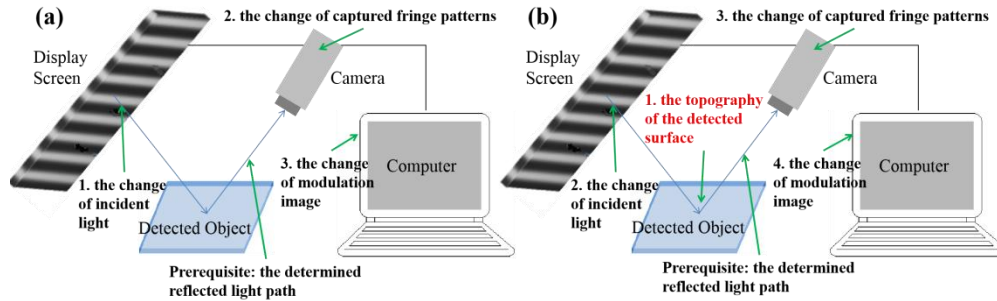 (a)
2. the change of captured fringe patterns
Display
Screen
Camera
1. the change
of incident
light
3. the change
of modulation
image
Computer
Detected Object
Prerequisite: the determined
reflected light path
(b)
3. the change of captured fringe patterns
Display
Screen
Camera
1. the topography
of the detected
surface
2. the change
of incident
light
4. the change
of modulation
image
Computer
Detected Object
Prerequisite: the determined
reflected light path